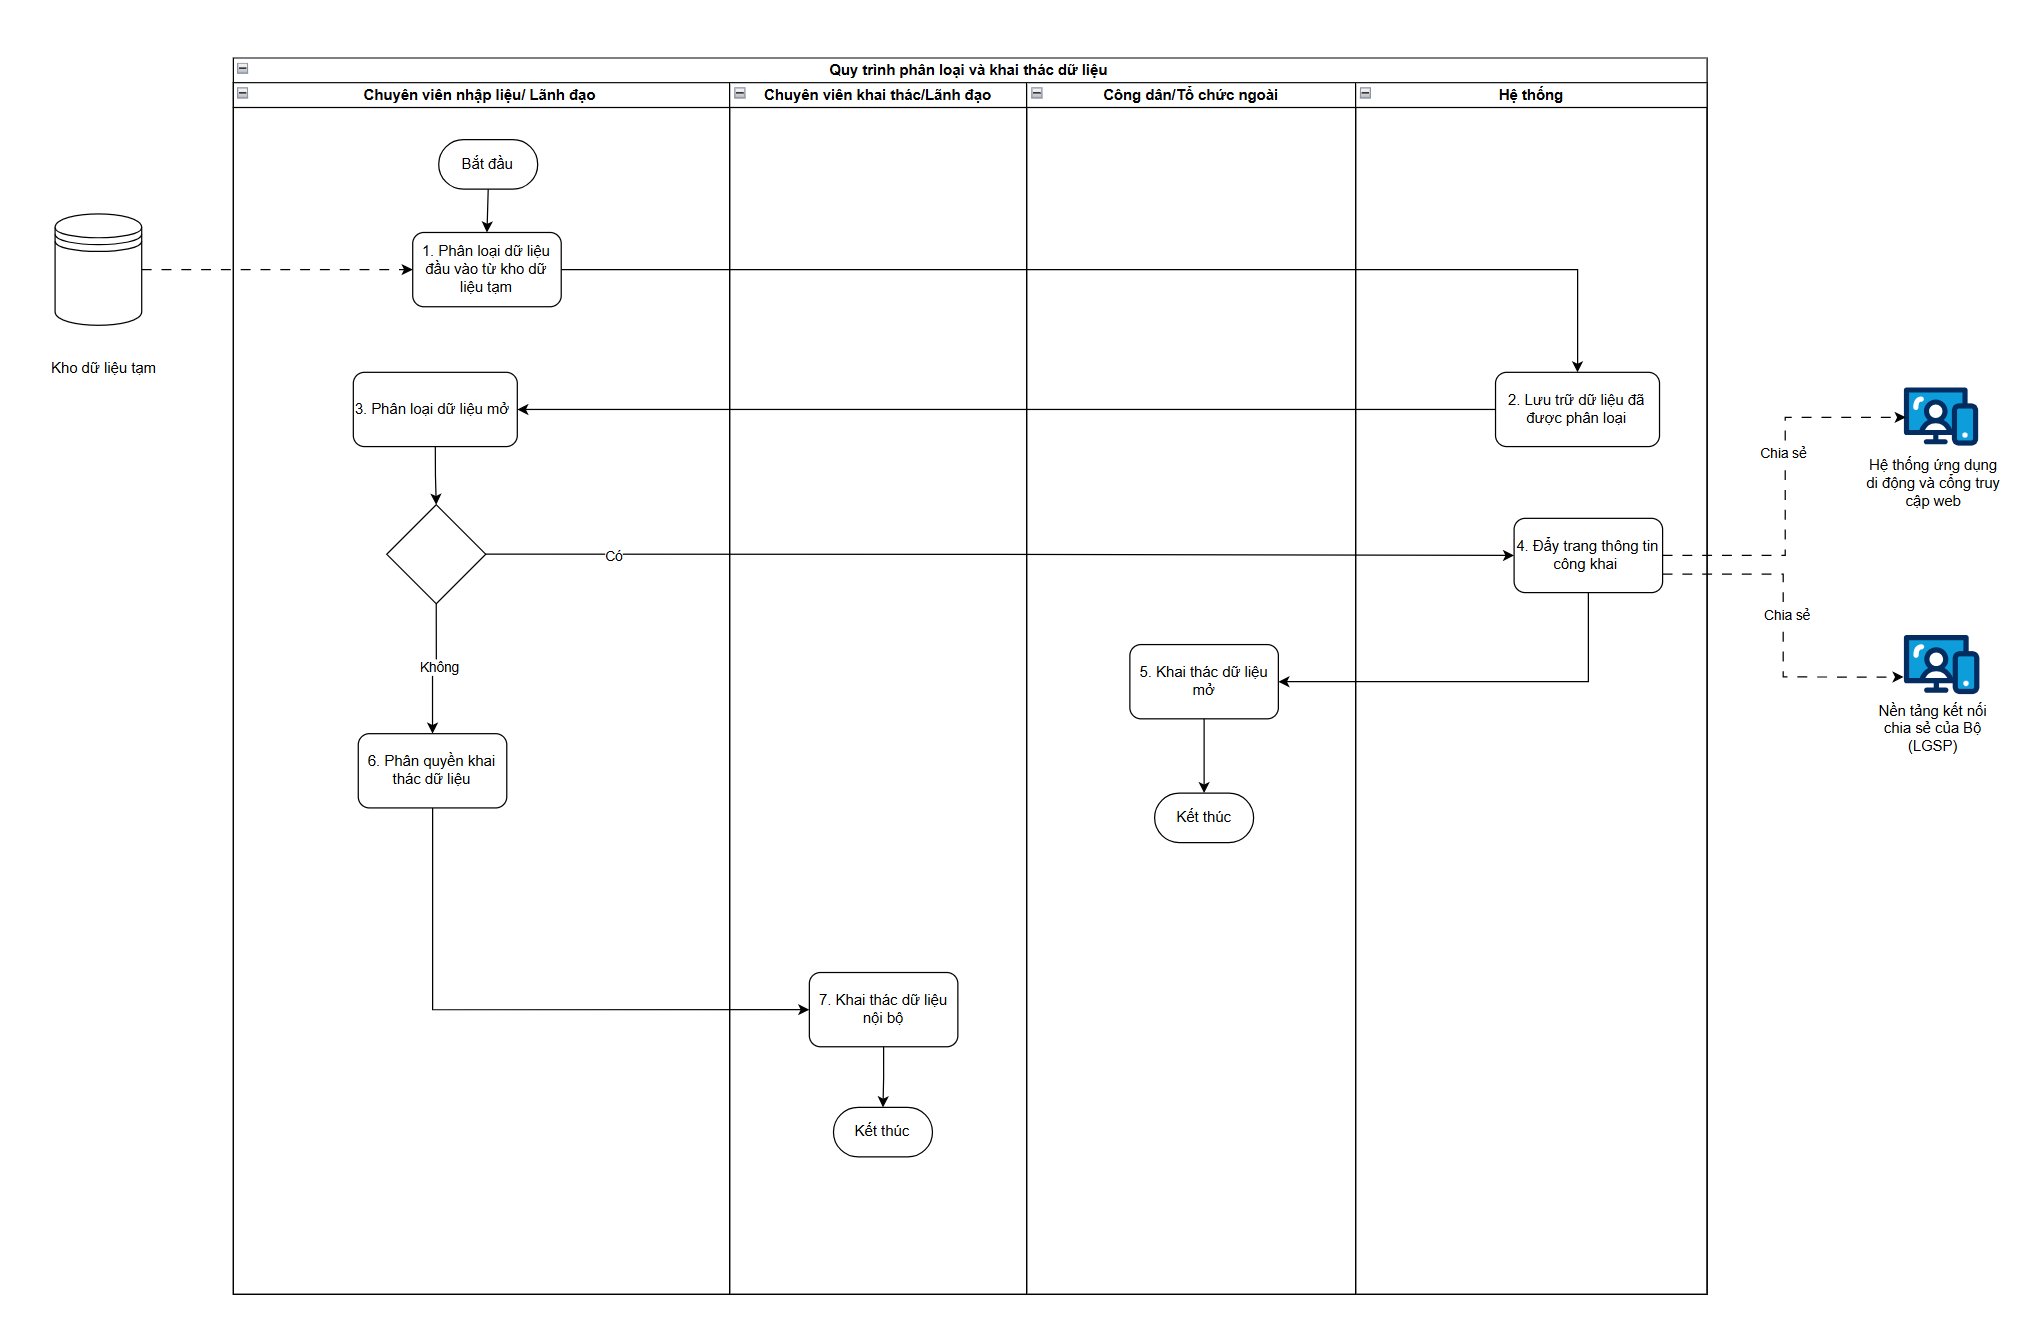 Quy trình phân loại và khai thác dữ liệu
Chuyên viên nhập liệu/ Lãnh đạo
Chuyên viên khai thác/Lãnh đạo
Công dân/Tổ chức ngoài
Hệ thống
Bắt đầu
1. Phân loại dữ liệu
đầu vào từ kho dữ
liệu tạm
Kho dữ liệu tạm
3. Phân loại dữ liệu mở
2. Lưu trữ dữ liệu đã
được phân loại
Chia sẻ
Hệ thống ứng dụng
di động và cổng truy
cập web
Có
4. Đẩy trang thông tin
công khai
Chia sẻ
Không
5. Khai thác dữ liệu
mở
Nền tảng kết nối
chia sẻ của Bộ
(LGSP)
6. Phân quyền khai
thác dữ liệu
Kết thúc
7. Khai thác dữ liệu
nội bộ
Kết thúc